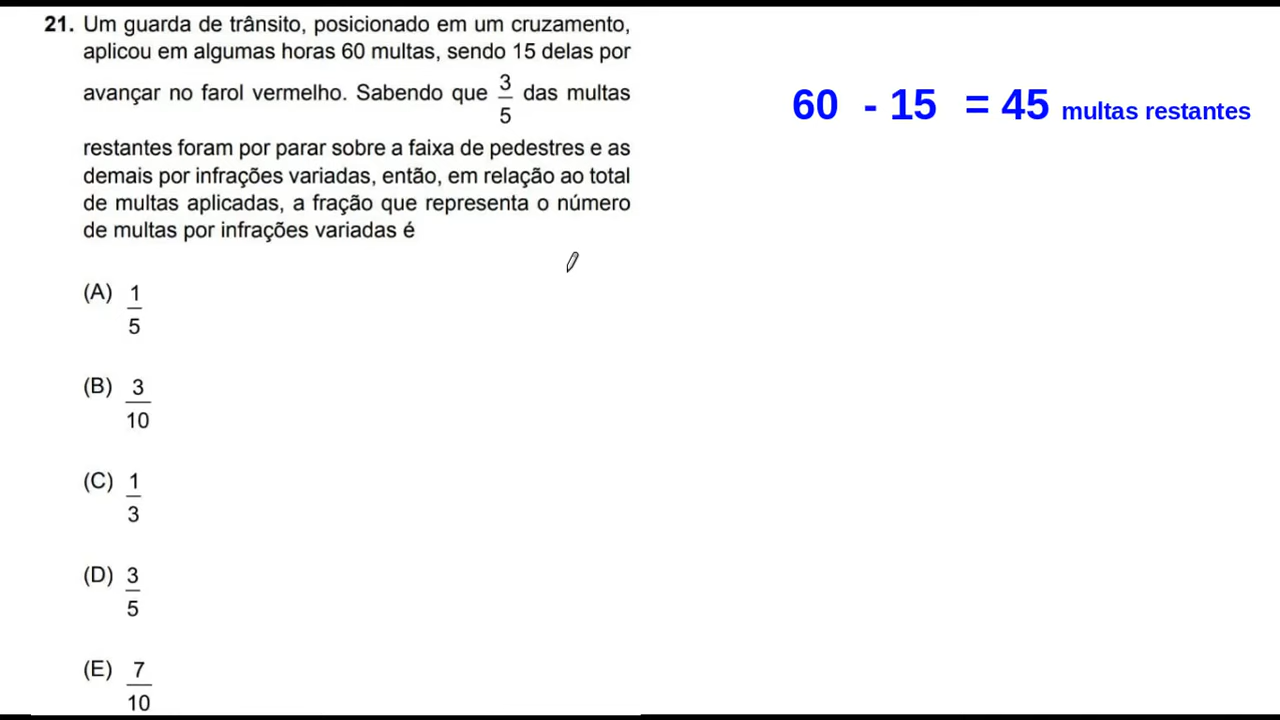 21. Um guarda de trânsito, posicionado em um cruzamento,
aplicou em algumas horas 60 multas, sendo 15 delas por
avançar no farol vermelho. Sabendo que 3/5 das multas
restantes foram por parar sobre a faixa de pedestres e as
demais por infrações variadas, então, em relação ao total
de multas aplicadas, a fração que representa o número
de multas por infrações variadas é
(A) 1/5
(B) 3/10
(C) 1/3
(D) 3/5
(E) 7/10
60 - 15 = 45 multas restantes